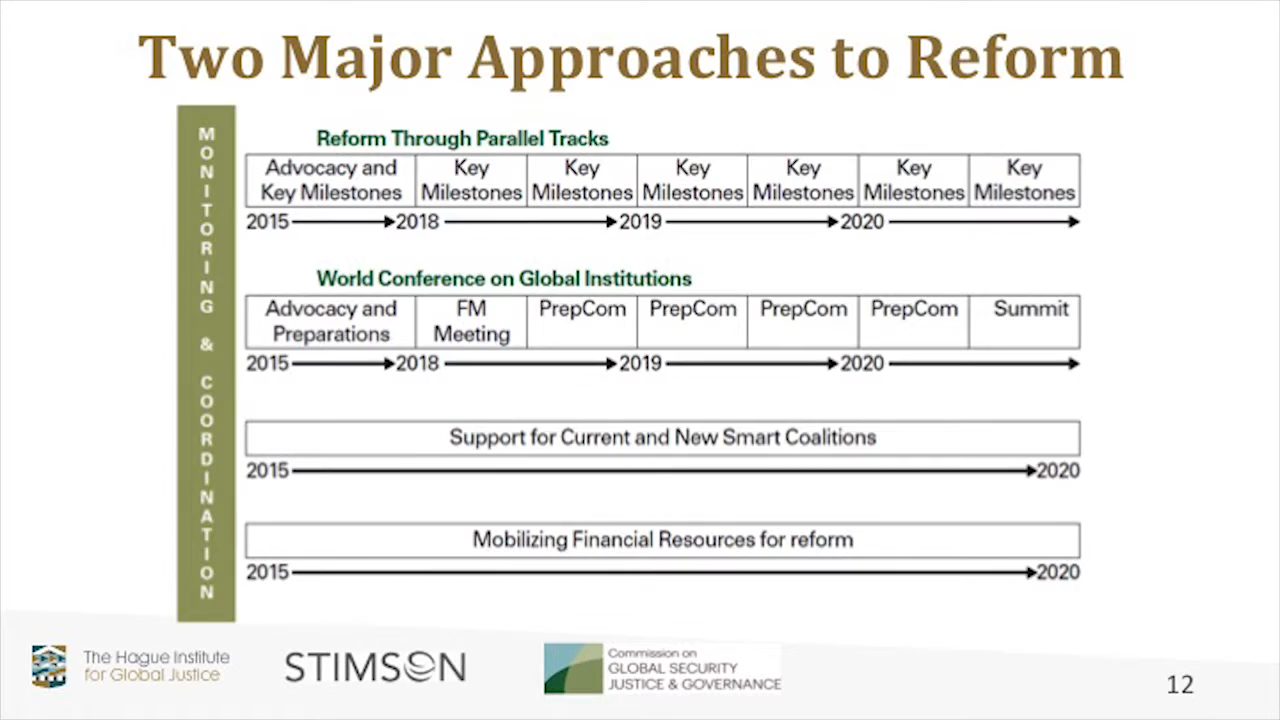 Two Major Approaches to Reform
MONITORING & COORDINATION
Reform Through Parallel Tracks
Advocacy and Key Milestones
Key Milestones
Key Milestones
Key Milestones
Key Milestones
Key Milestones
Key Milestones
2015 2018 2019 2020
World Conference on Global Institutions
Advocacy and Preparations
FM Meeting
PrepCom
PrepCom
PrepCom
PrepCom
Summit
2015 2018 2019 2020
Support for Current and New Smart Coalitions
2015 2020
Mobilizing Financial Resources for reform
2015 2020
The Hague Institute
for Global Justice
STIMSON
Commission on
GLOBAL SECURITY
JUSTICE & GOVERNANCE
12